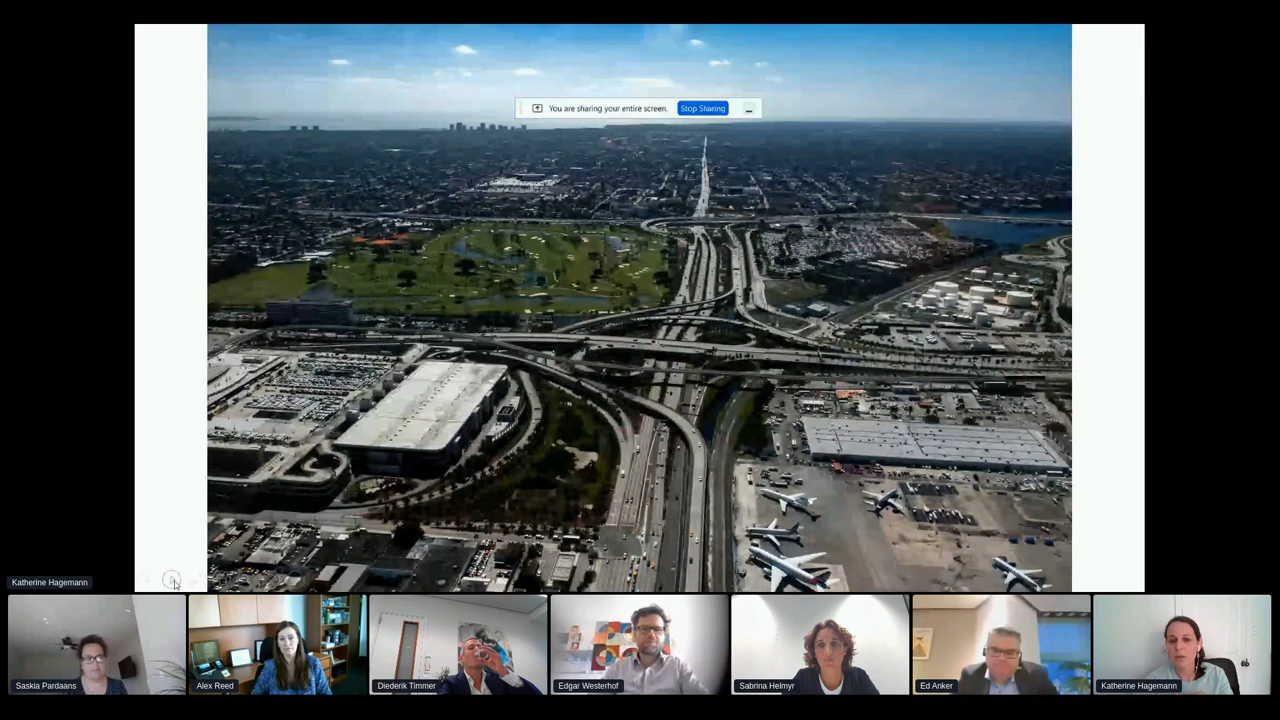 You are sharing your entire screen. Stop Sharing
Katherine Hagemann
Saskia Pardaans
Alex Reed
Diederik Timmer
Edgar Westerhof
Sabrina Helmyr
Ed Anker
Katherine Hagemann